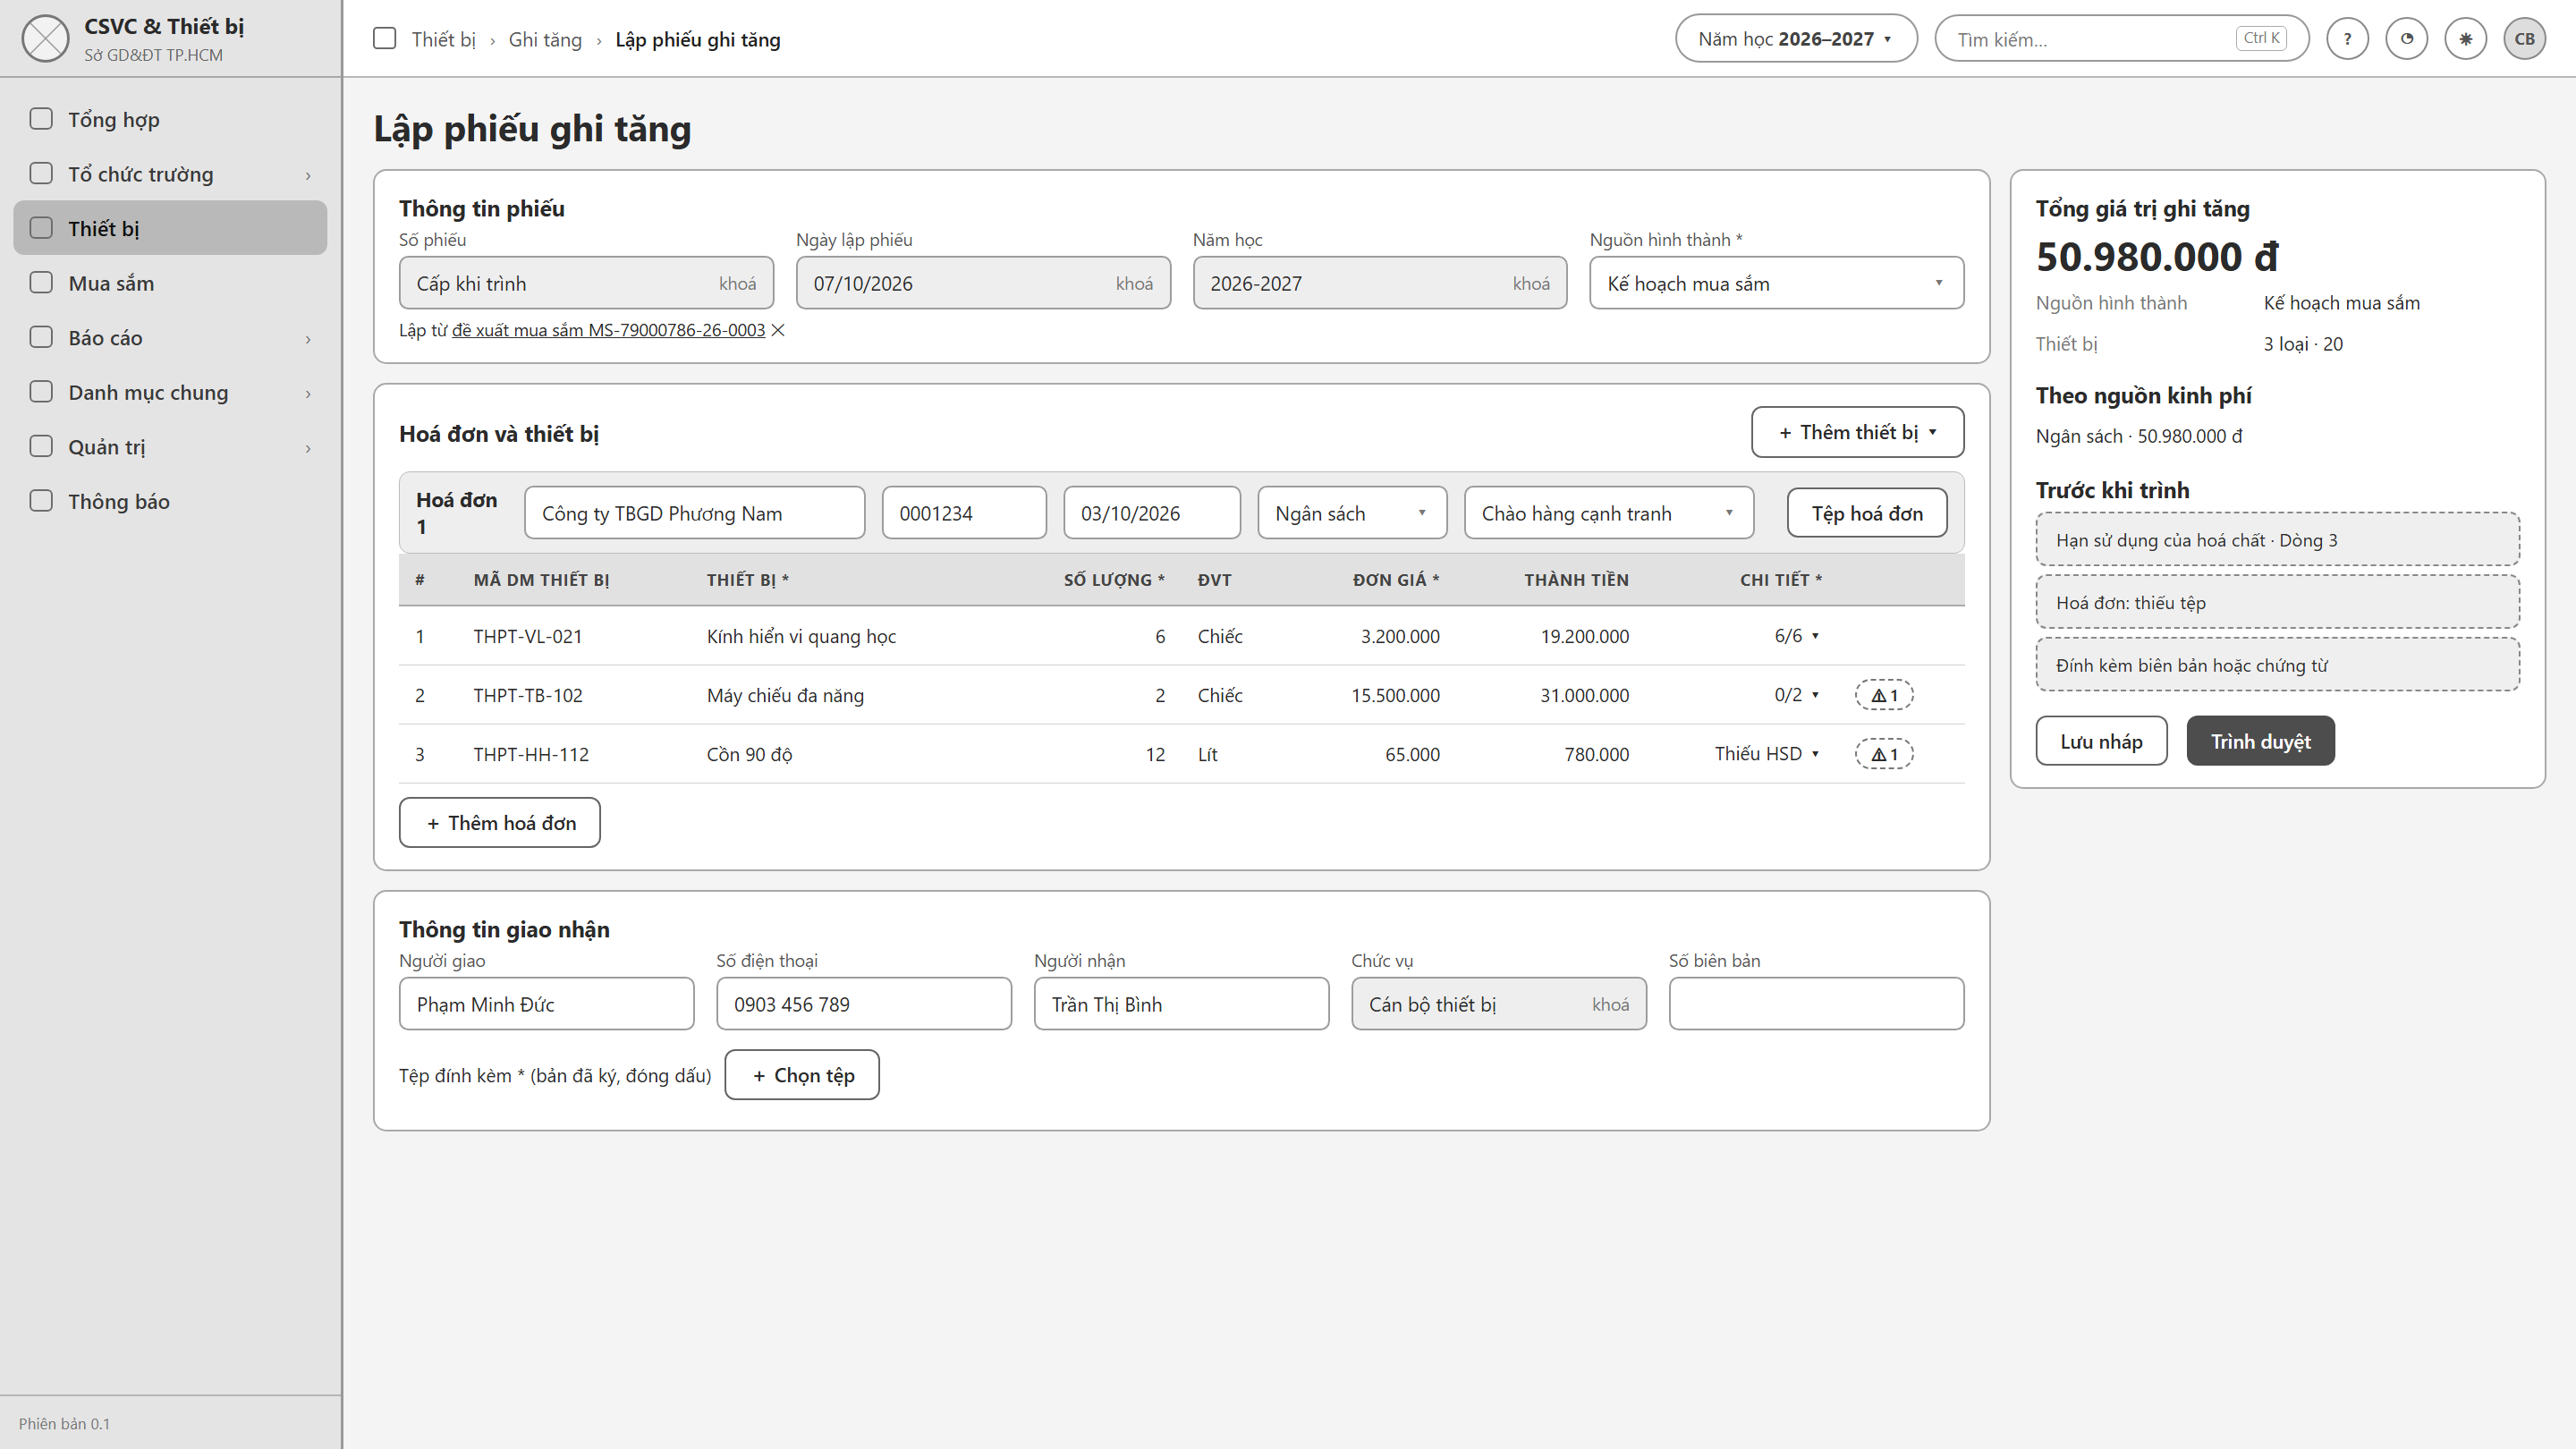 CSVC & Thiết bị
Sở GD&ĐT TP.HCM
Tổng hợp
Tổ chức trường ›
Thiết bị
Mua sắm
Báo cáo ›
Danh mục chung ›
Quản trị ›
Thông báo
Phiên bản 0.1
Thiết bị › Ghi tăng › Lập phiếu ghi tăng
Năm học 2026–2027 ▾
Tìm kiếm... Ctrl K
?
CB
Lập phiếu ghi tăng
Thông tin phiếu
Số phiếu Ngày lập phiếu Năm học Nguồn hình thành *
Cấp khi trình khoá 07/10/2026 khoá 2026-2027 khoá Kế hoạch mua sắm ▾
Lập từ đề xuất mua sắm MS-79000786-26-0003 ×
Hoá đơn và thiết bị
+ Thêm thiết bị ▾
Hoá đơn 
1
Công ty TBGD Phương Nam 0001234 03/10/2026 Ngân sách ▾ Chào hàng cạnh tranh ▾ Tệp hoá đơn
# MÃ DM THIẾT BỊ THIẾT BỊ * SỐ LƯỢNG * ĐVT ĐƠN GIÁ * THÀNH TIỀN CHI TIẾT *
1 THPT-VL-021 Kính hiển vi quang học 6 Chiếc 3.200.000 19.200.000 6/6 ▾
2 THPT-TB-102 Máy chiếu đa năng 2 Chiếc 15.500.000 31.000.000 0/2 ▾ ⚠ 1
3 THPT-HH-112 Cồn 90 độ 12 Lít 65.000 780.000 Thiếu HSD ▾ ⚠ 1
+ Thêm hoá đơn
Thông tin giao nhận
Người giao Số điện thoại Người nhận Chức vụ Số biên bản
Phạm Minh Đức 0903 456 789 Trần Thị Bình Cán bộ thiết bị khoá
Tệp đính kèm * (bản đã ký, đóng dấu) + Chọn tệp
Tổng giá trị ghi tăng
50.980.000 đ
Nguồn hình thành Kế hoạch mua sắm
Thiết bị 3 loại · 20
Theo nguồn kinh phí
Ngân sách · 50.980.000 đ
Trước khi trình
Hạn sử dụng của hoá chất · Dòng 3
Hoá đơn: thiếu tệp
Đính kèm biên bản hoặc chứng từ
Lưu nháp Trình duyệt